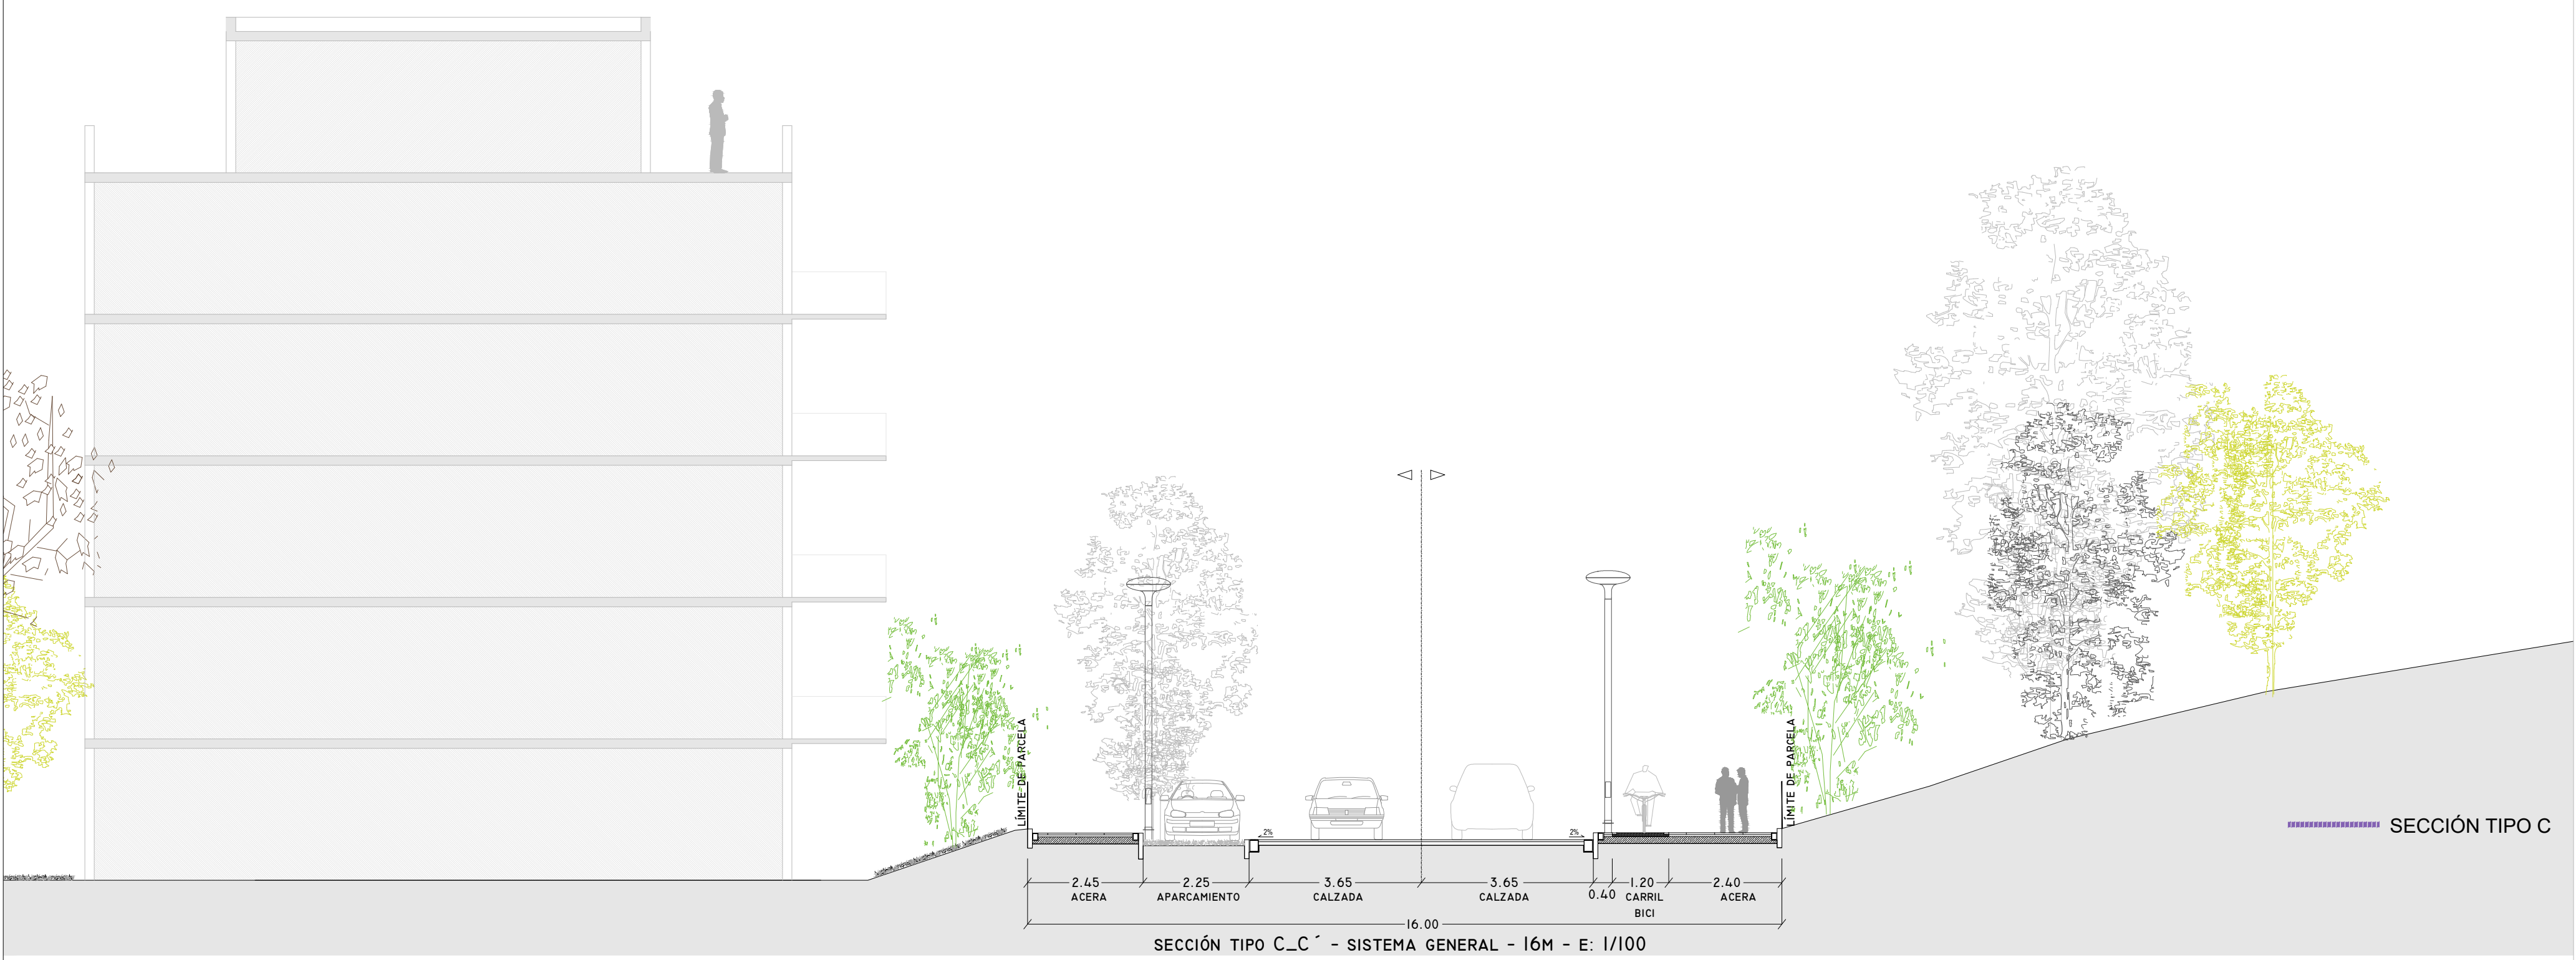 LÍMITE DE PARCELA
LÍMITE DE PARCELA
2%
2%
SECCIÓN TIPO C
2.45
2.25
3.65
3.65
0.40
1.20
2.40
ACERA
APARCAMIENTO
CALZADA
CALZADA
CARRIL
BICI
ACERA
16.00
SECCIÓN TIPO C_C´ - SISTEMA GENERAL - 16M - E: 1/100